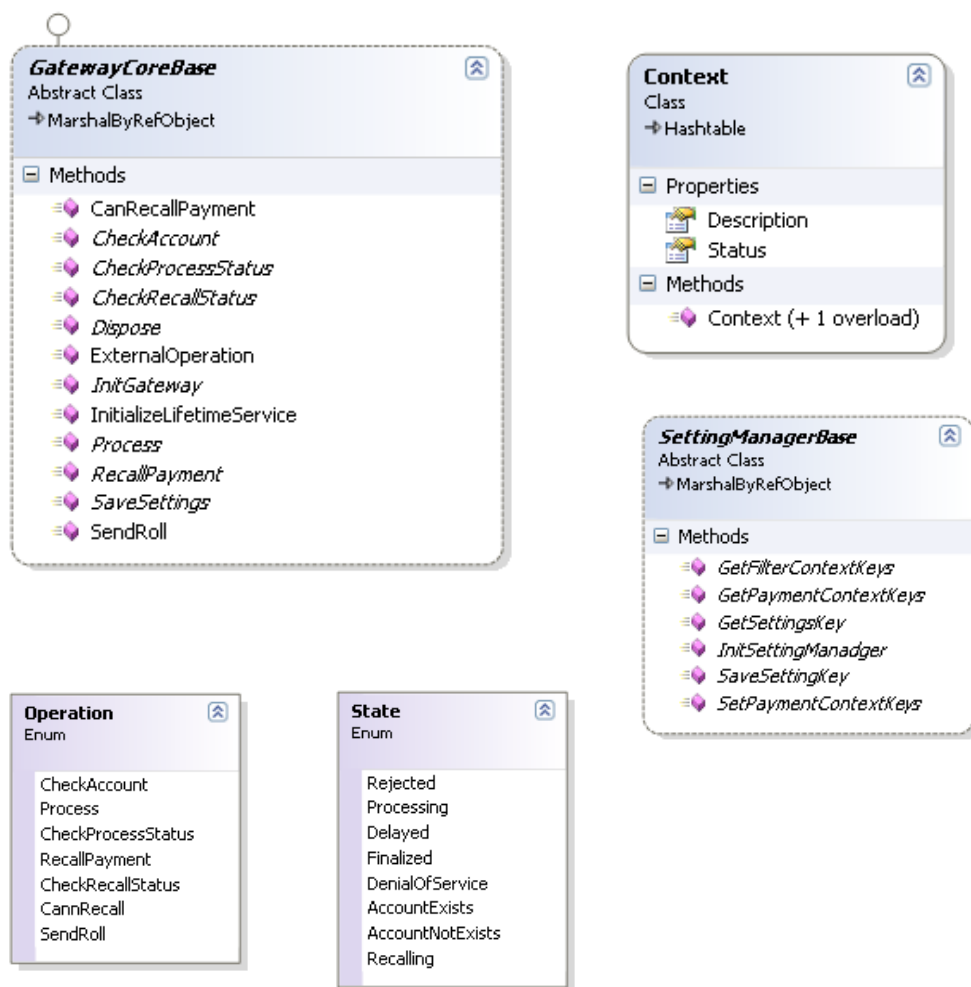 GatewayCoreBase
Abstract Class
MarshalByRefObject
Methods
CanRecallPayment
CheckAccount
CheckProcessStatus
CheckRecallStatus
Dispose
ExternalOperation
InitGateway
InitializeLifetimeService
Process
RecallPayment
SaveSettings
SendRoll
Context
Class
Hashtable
Properties
Description
Status
Methods
Context (+ 1 overload)
SettingManagerBase
Abstract Class
MarshalByRefObject
Methods
GetFilterContextKeys
GetPaymentContextKeys
GetSettingsKey
InitSettingManadger
SaveSettingKey
SetPaymentContextKeys
Operation
Enum
CheckAccount
Process
CheckProcessStatus
RecallPayment
CheckRecallStatus
CannRecall
SendRoll
State
Enum
Rejected
Processing
Delayed
Finalized
DenialOfService
AccountExists
AccountNotExists
Recalling